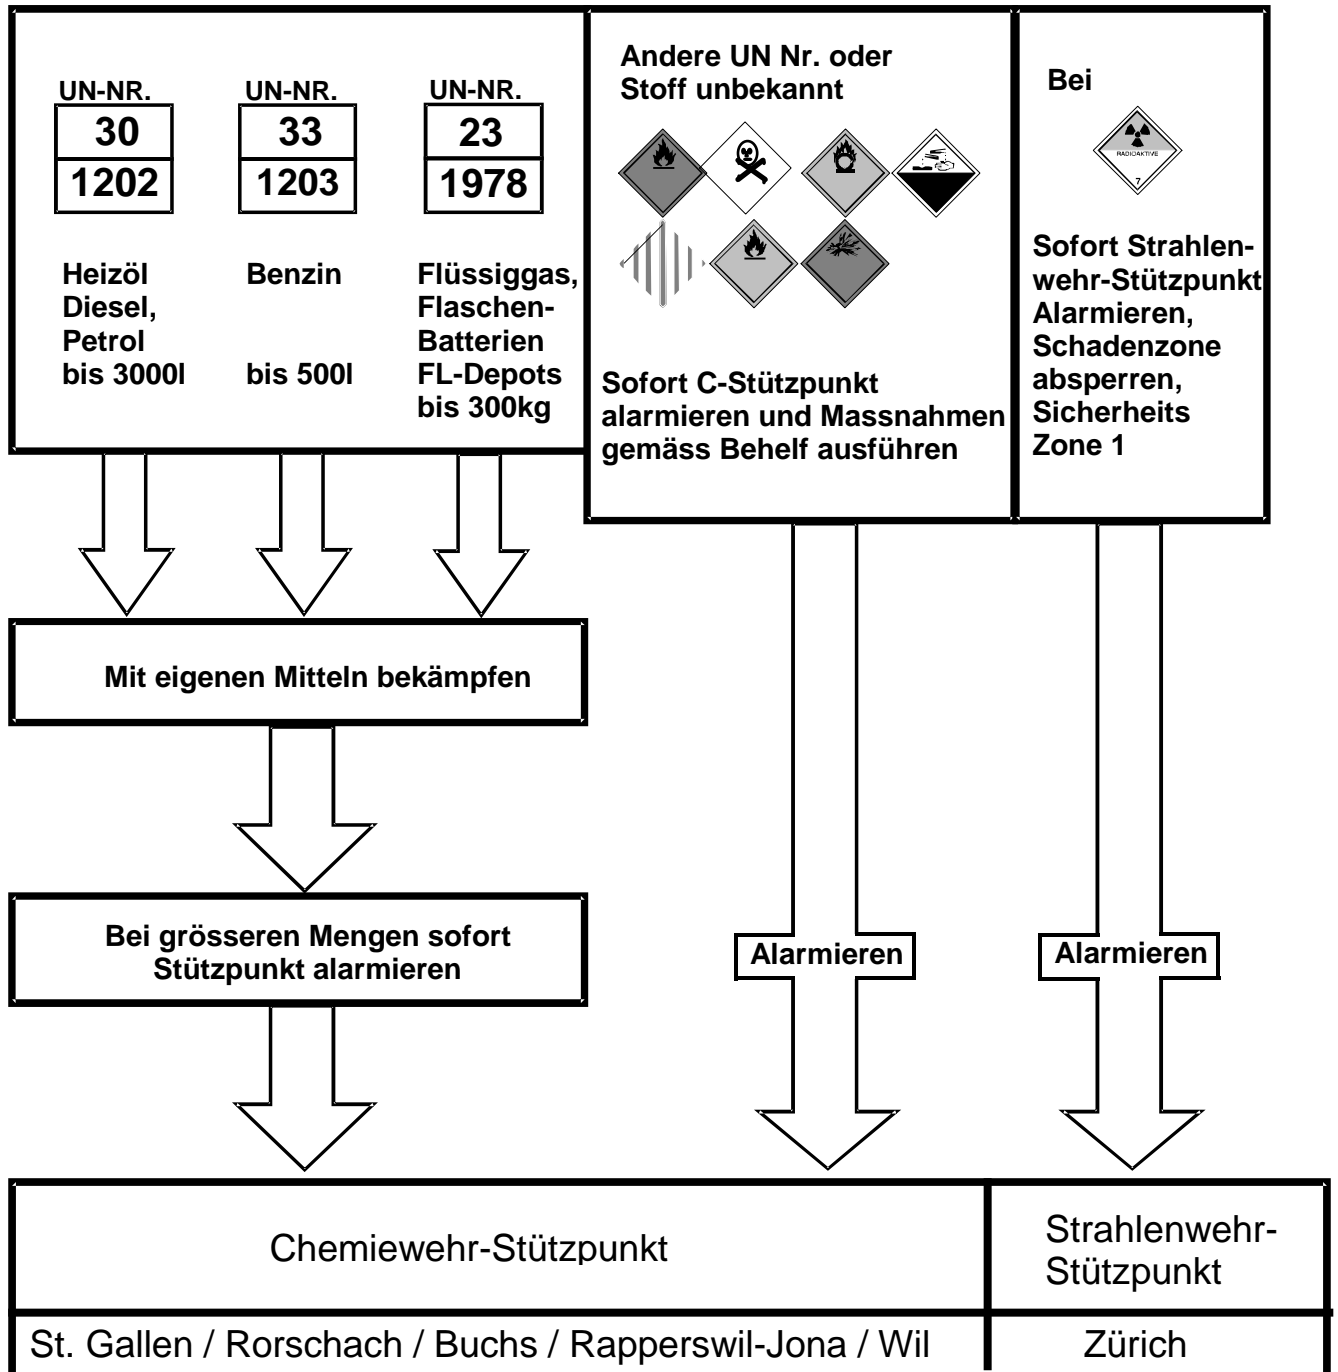 UN-NR.
30
1202
Heizöl
Diesel,
Petrol
bis 3000l
UN-NR.
33
1203
Benzin
bis 500l
UN-NR.
23
1978
Flüssiggas,
Flaschen-
Batterien
FL-Depots
bis 300kg
Andere UN Nr. oder
Stoff unbekannt
Sofort C-Stützpunkt
alarmieren und Massnahmen
gemäss Behelf ausführen
Bei
RADIOAKTIVE
7
Sofort Strahlen-
wehr-Stützpunkt
Alarmieren,
Schadenzone
absperren,
Sicherheits
Zone 1
Mit eigenen Mitteln bekämpfen
Bei grösseren Mengen sofort
Stützpunkt alarmieren
Alarmieren
Alarmieren
Chemiewehr-Stützpunkt
Strahlenwehr-
Stützpunkt
St. Gallen / Rorschach / Buchs / Rapperswil-Jona / Wil
Zürich